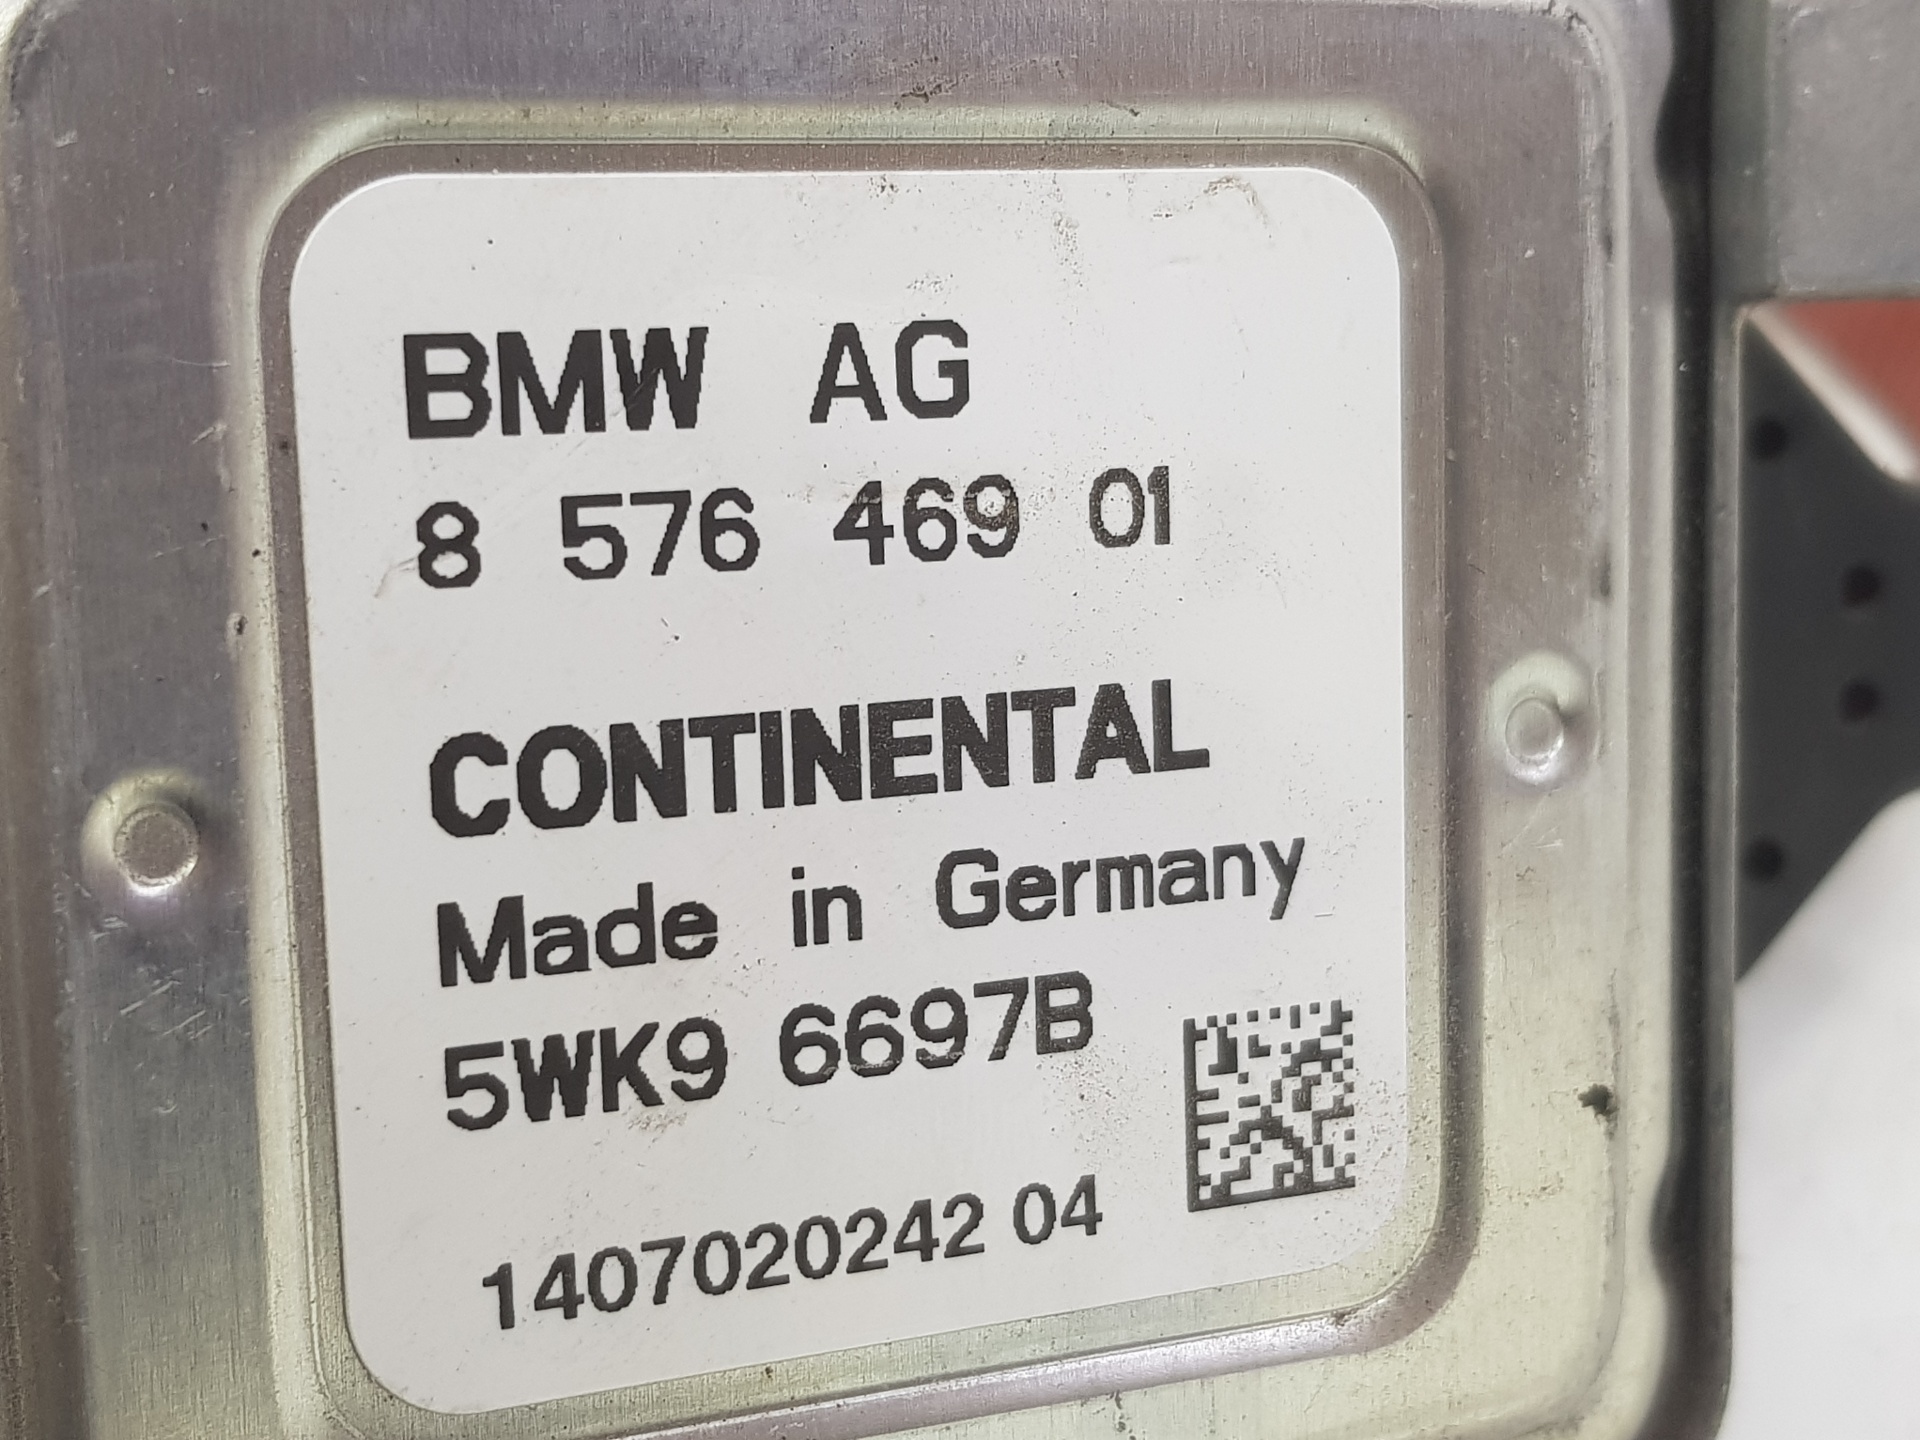 BMW AG
8 576 469 01
CONTINENTAL
Made in Germany
5WK9 6697B
1407020242 04